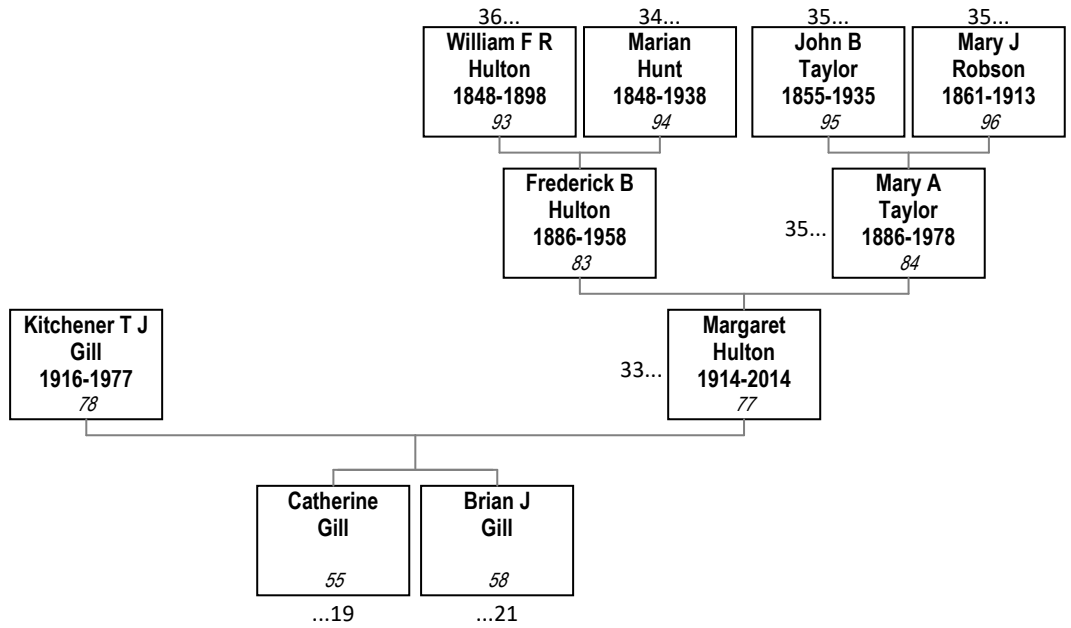 36...
34...
35...
35...
William F R
Hulton
1848-1898
93
Marian
Hunt
1848-1938
94
John B
Taylor
1855-1935
95
Mary J
Robson
1861-1913
96
Frederick B
Hulton
1886-1958
83
35...
Mary A
Taylor
1886-1978
84
Kitchener T J
Gill
1916-1977
78
33...
Margaret
Hulton
1914-2014
77
Catherine
Gill
55
...19
Brian J
Gill
58
...21